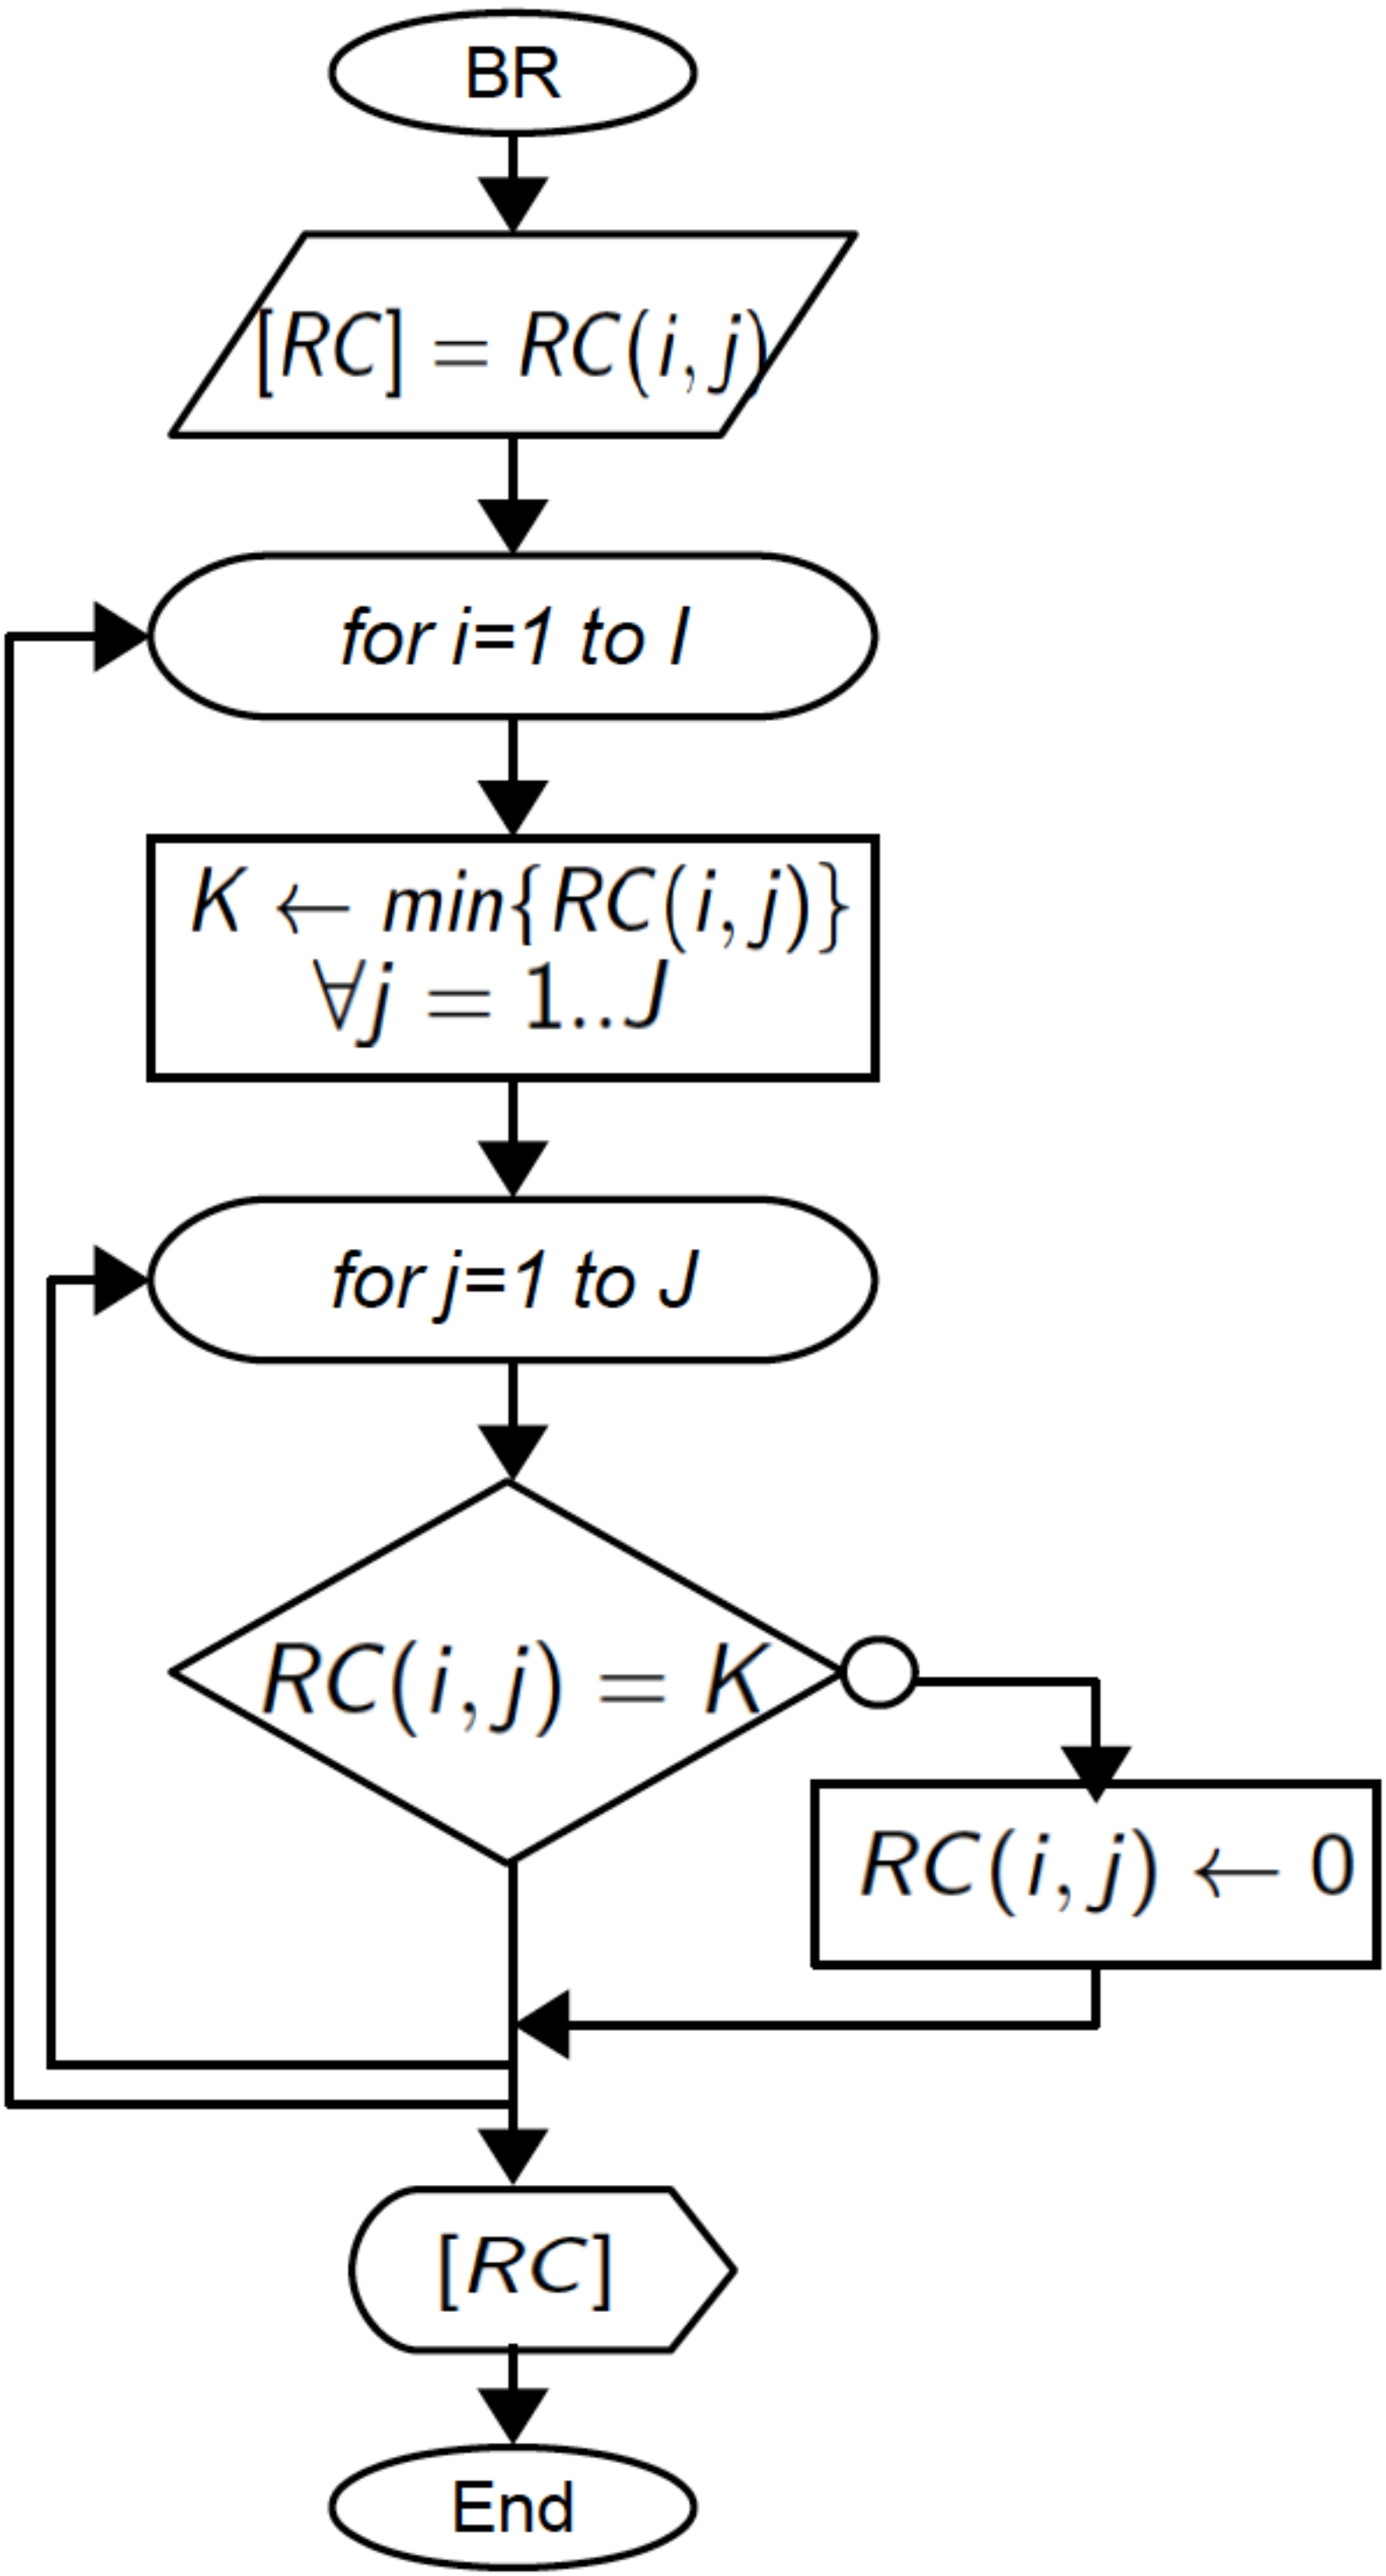 BR
[RC] = RC(i, j)
for i=1 to I
K ← min{RC(i, j)}
∀j = 1..J
for j=1 to J
RC(i, j) = K
RC(i, j) ← 0
[RC]
End